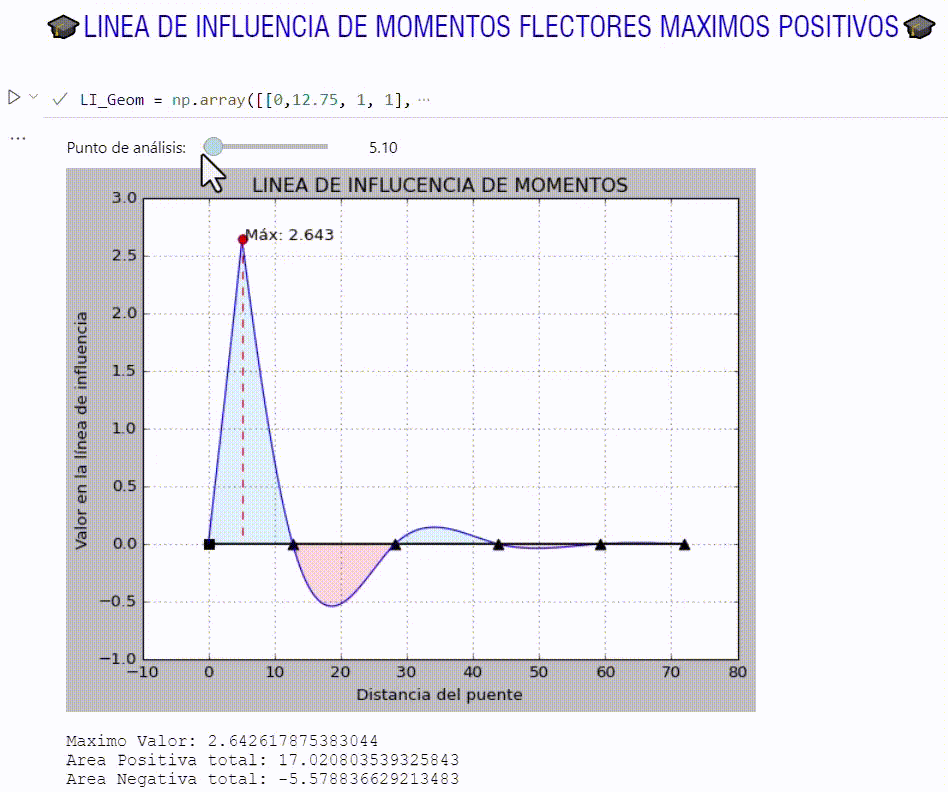 🎓LINEA DE INFLUENCIA DE MOMENTOS FLECTORES MAXIMOS POSITIVOS🎓
LI_Geom = np.array([[0,12.75, 1, 1], ···
Punto de análisis: 5.10
LINEA DE INFLUCENCIA DE MOMENTOS
Máx: 2.643
Valor en la línea de influencia
3.0
2.5
2.0
1.5
1.0
0.5
0.0
−0.5
−1.0
−10 0 10 20 30 40 50 60 70 80
Distancia del puente
Maximo Valor: 2.642617875383044
Area Positiva total: 17.020803539325843
Area Negativa total: -5.578836629213483